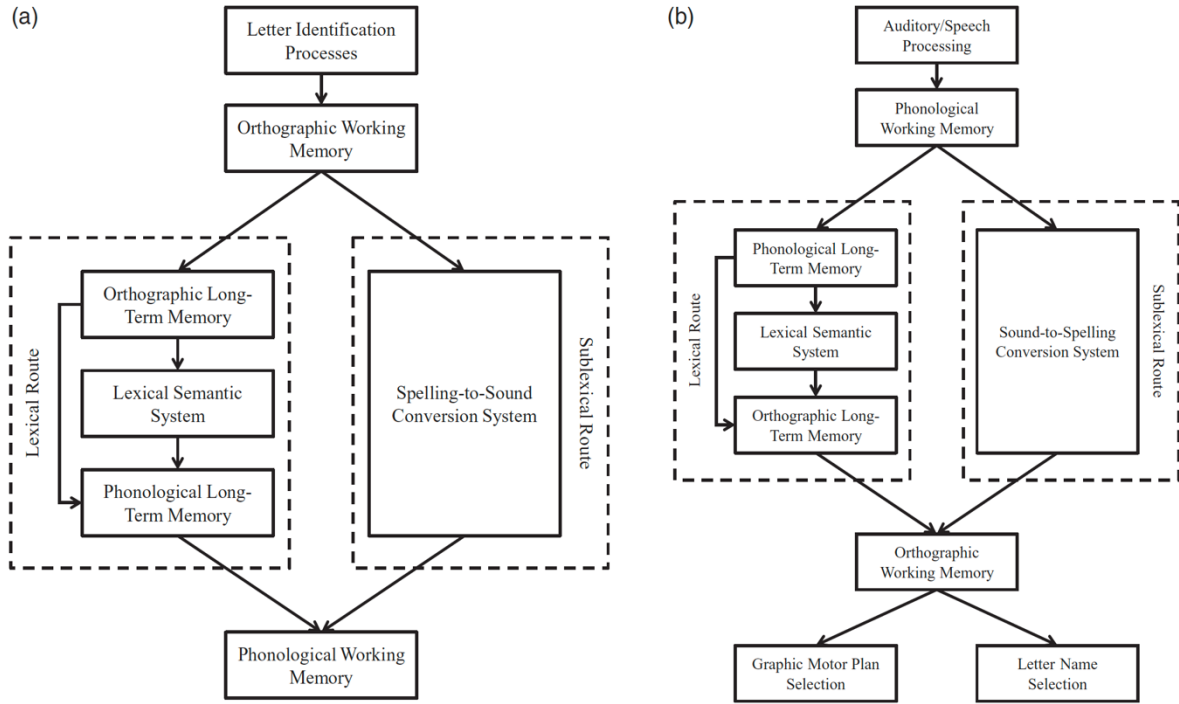 (a)
Letter Identification
Processes
Orthographic Working
Memory
Lexical Route
Orthographic Long-
Term Memory
Lexical Semantic
System
Phonological Long-
Term Memory
Spelling-to-Sound
Conversion System
Sublexical Route
Phonological Working
Memory
(b)
Auditory/Speech
Processing
Phonological
Working Memory
Lexical Route
Phonological Long-
Term Memory
Lexical Semantic
System
Orthographic Long-
Term Memory
Sound-to-Spelling
Conversion System
Sublexical Route
Orthographic
Working Memory
Graphic Motor Plan
Selection
Letter Name
Selection